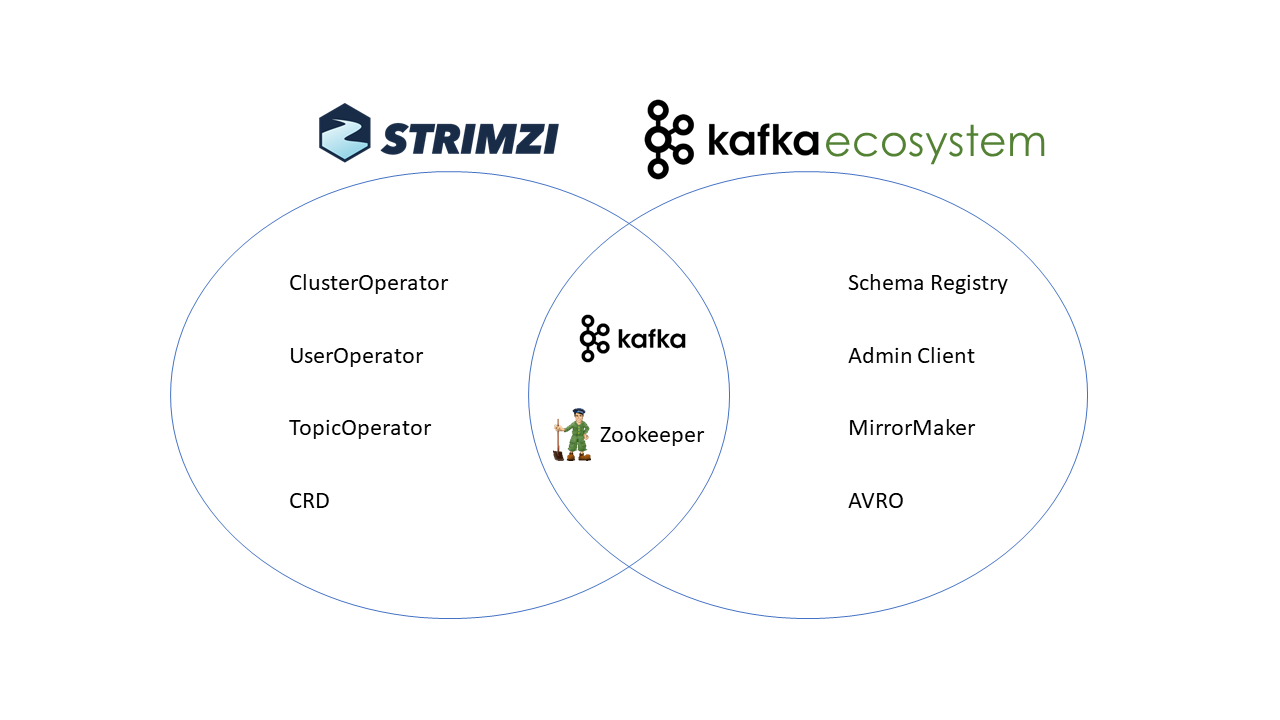 STRIMZI
kafka ecosystem
ClusterOperator
UserOperator
TopicOperator
CRD
kafka
Zookeeper
Schema Registry
Admin Client
MirrorMaker
AVRO